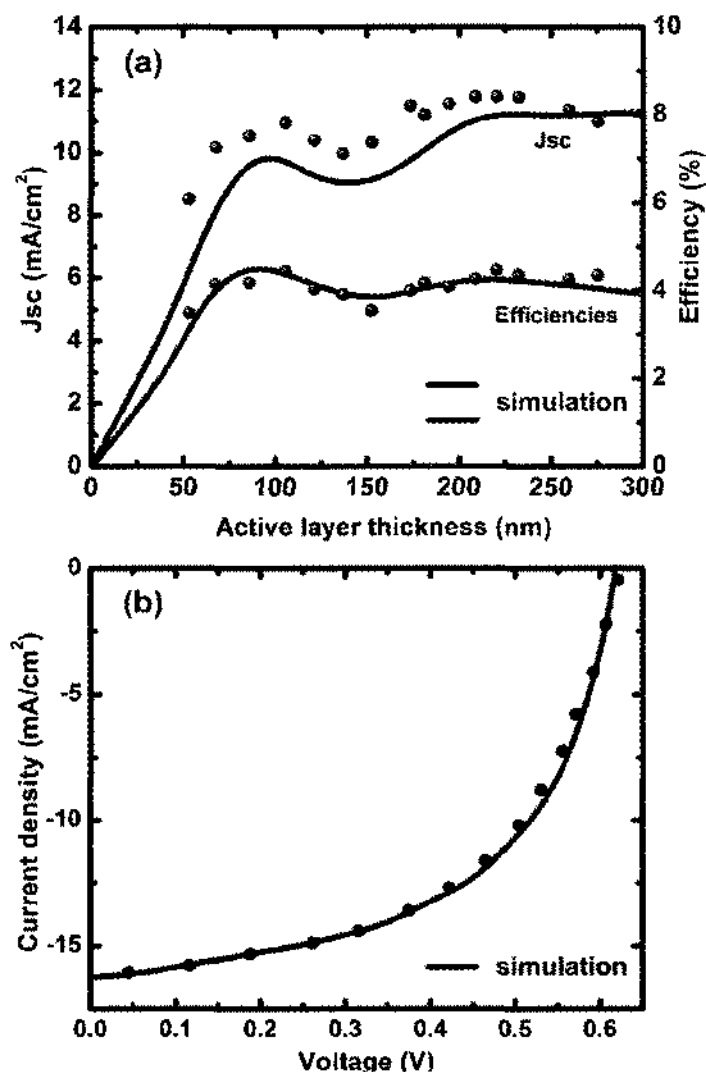 (a)
14
12
10
8
6
4
2
0
Jsc (mA/cm²)
10
8
6
4
2
0
Efficiency (%)
Jsc
Efficiencies
simulation
0 50 100 150 200 250 300
Active layer thickness (nm)
(b)
0
-5
-10
-15
Current density (mA/cm²)
simulation
0.0 0.1 0.2 0.3 0.4 0.5 0.6
Voltage (V)